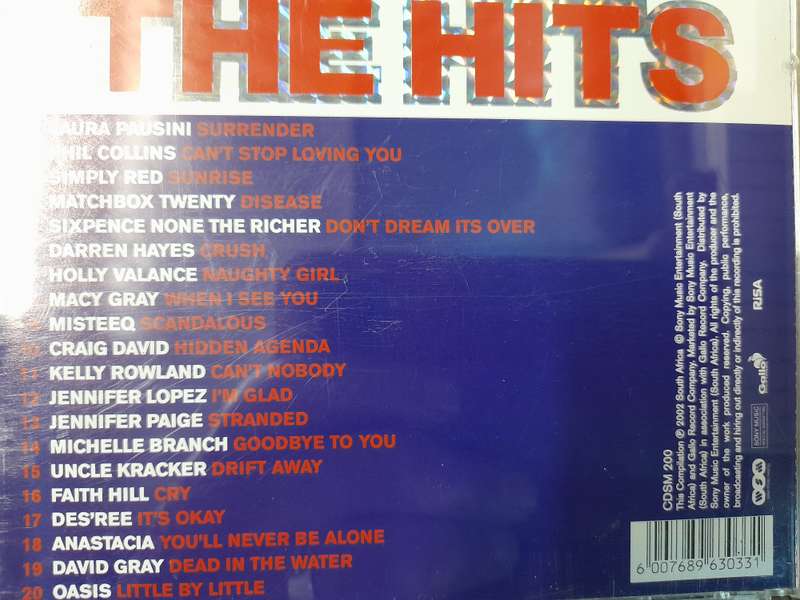 THE HITS
LAURA PAUSINI SURRENDER
PHIL COLLINS CAN'T STOP LOVING YOU
SIMPLY RED SUNRISE
MATCHBOX TWENTY DISEASE
SIXPENCE NONE THE RICHER DON'T DREAM ITS OVER
DARREN HAYES CRUSH
HOLLY VALANCE NAUGHTY GIRL
MACY GRAY WHEN I SEE YOU
MISTEEQ SCANDALOUS
CRAIG DAVID HIDDEN AGENDA
11 KELLY ROWLAND CAN'T NOBODY
12 JENNIFER LOPEZ I'M GLAD
13 JENNIFER PAIGE STRANDED
14 MICHELLE BRANCH GOODBYE TO YOU
15 UNCLE KRACKER DRIFT AWAY
16 FAITH HILL CRY
17 DES'REE IT'S OKAY
18 ANASTACIA YOU'LL NEVER BE ALONE
19 DAVID GRAY DEAD IN THE WATER
20 OASIS LITTLE BY LITTLE
CDSM 200
This Compilation ℗ 2002 South Africa © Sony Music Entertainment (South
Africa) and Gallo Record Company. Marketed by Sony Music Entertainment
(South Africa) in association with Gallo Record Company. Distributed by
Sony Music Entertainment (South Africa). All rights of the producer and the
owner of the work produced reserved. Copying, public performance,
broadcasting and hiring out directly or indirectly of this recording is prohibited.
SONY MUSIC
Gallo
RISA
6 007689 630331